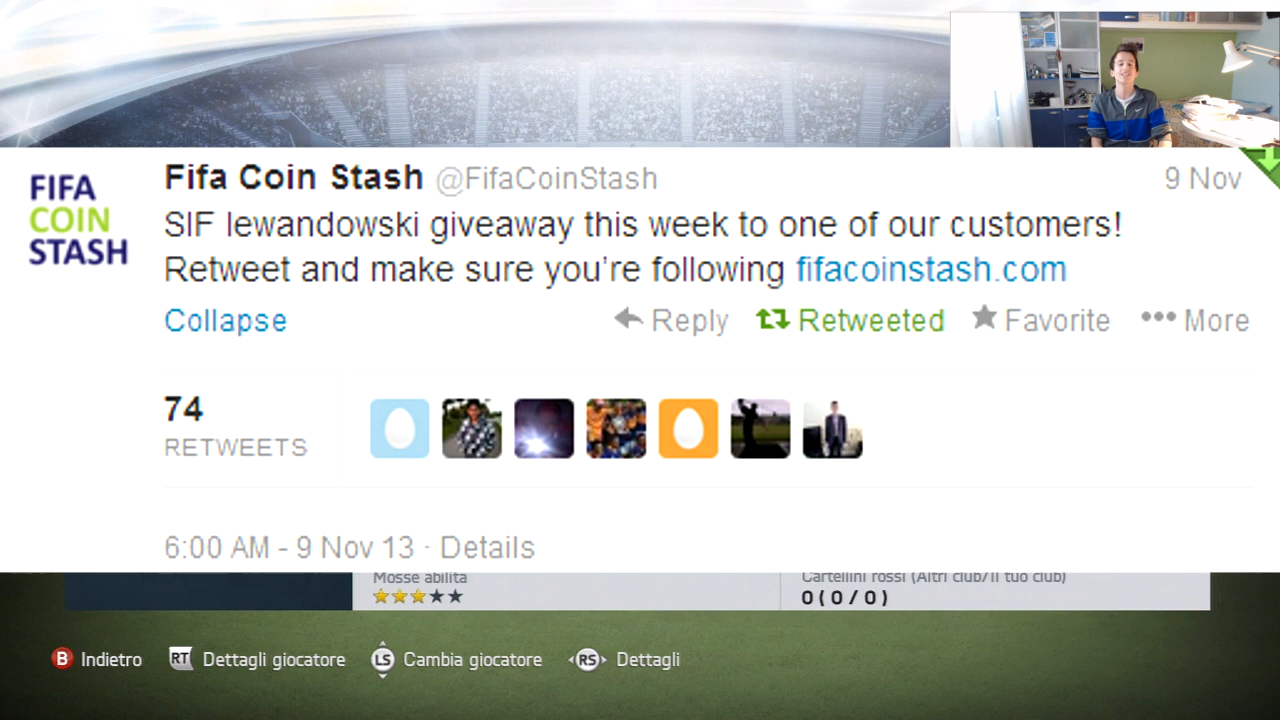 FIFA
COIN
STASH
Fifa Coin Stash @FifaCoinStash 9 Nov
SIF lewandowski giveaway this week to one of our customers!
Retweet and make sure you're following fifacoinstash.com
Collapse Reply Retweeted Favorite More
74
RETWEETS
6:00 AM - 9 Nov 13 · Details
Mosse abilità Cartellini rossi (Altri club/Il tuo club)
0 ( 0 / 0 )
B Indietro RT Dettagli giocatore LS Cambia giocatore RS Dettagli